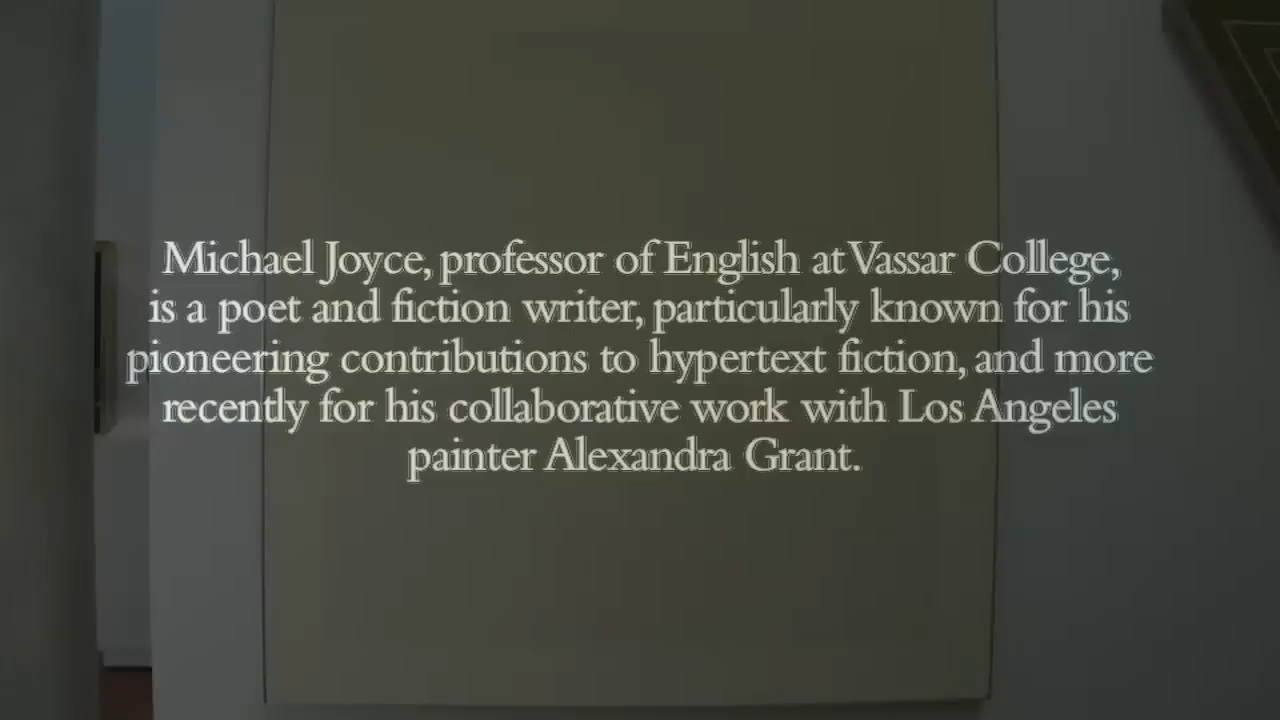 Michael Joyce, professor of English at Vassar College,
is a poet and fiction writer, particularly known for his
pioneering contributions to hypertext fiction, and more
recently for his collaborative work with Los Angeles
painter Alexandra Grant.